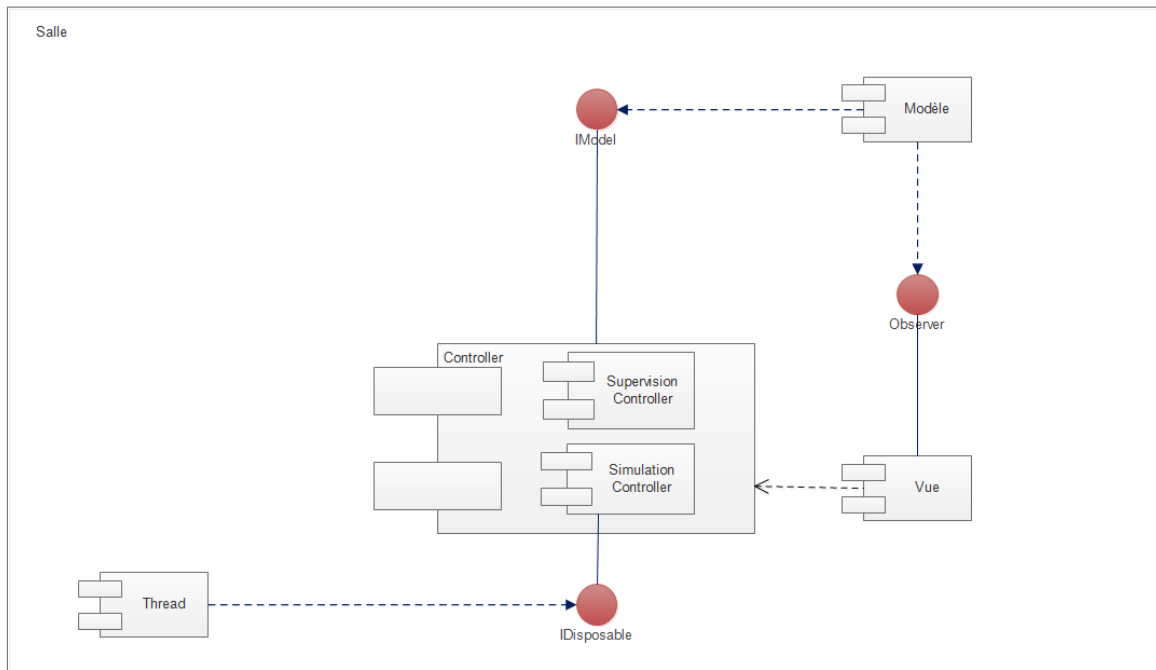 Salle
Modèle
IModel
Observer
Controller
Supervision
Controller
Simulation
Controller
Vue
Thread
IDisposable